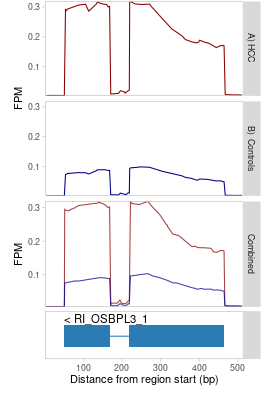 0.3
0.2
0.1
A) HCC
FPM
0.3
0.2
0.1
B) Controls
0.3
0.2
0.1
Combined
FPM
< RI_OSBPL3_1
100 200 300 400 500
Distance from region start (bp)